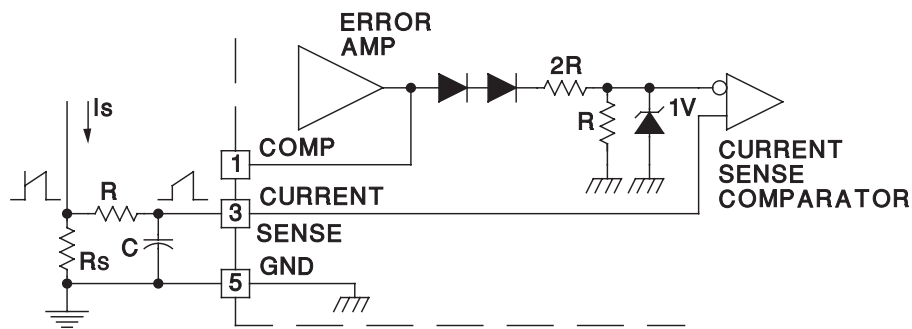 ERROR
AMP
2R
Is
R
1V
1
COMP
CURRENT
SENSE
COMPARATOR
R
3
CURRENT
SENSE
C
Rs
GND
5